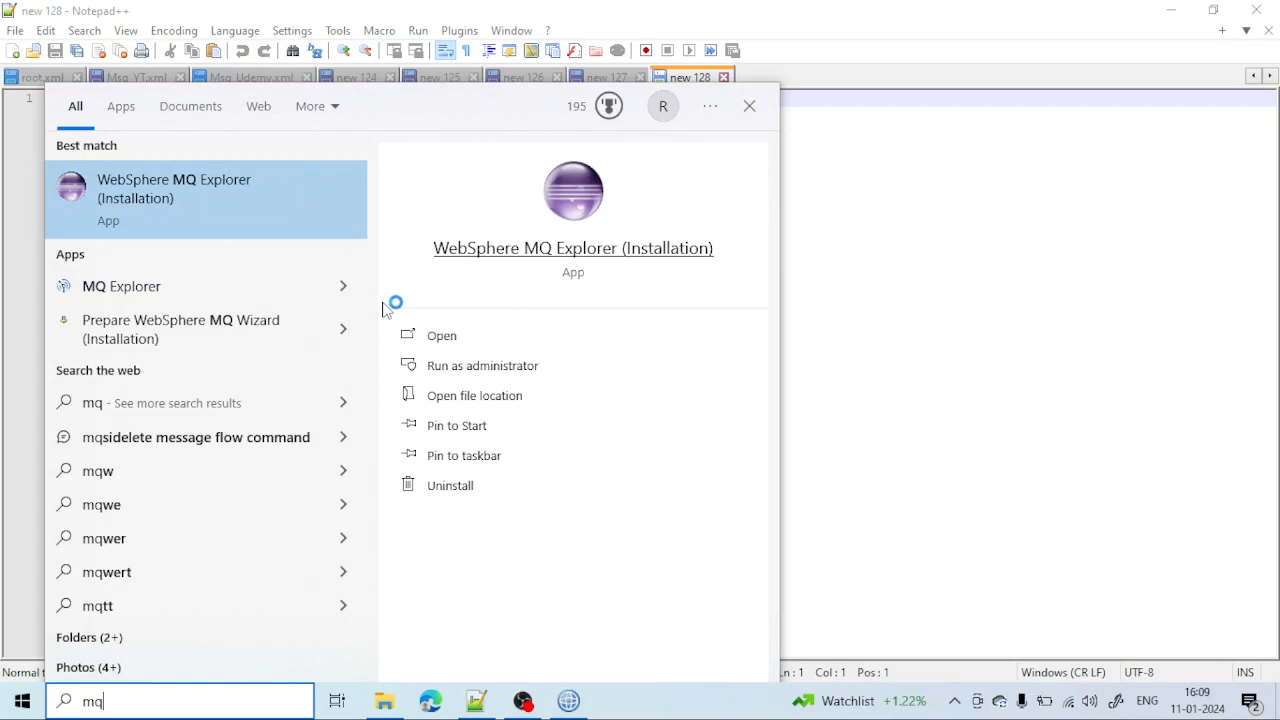 new 128 - Notepad++
File Edit Search View Encoding Language Settings Tools Macro Run Plugins Window ?
root.xml Msg_YT.xml Msg_Udemy.xml new 124 new 125 new 126 new 127 new 128
1
All Apps Documents Web More 195 R
Best match
WebSphere MQ Explorer
(Installation)
App
Apps
MQ Explorer
Prepare WebSphere MQ Wizard
(Installation)
Search the web
mq - See more search results
mqsidelete message flow command
mqw
mqwe
mqwer
mqwert
mqtt
Folders (2+)
Photos (4+)
WebSphere MQ Explorer (Installation)
App
Open
Run as administrator
Open file location
Pin to Start
Pin to taskbar
Uninstall
Normal Ln : 1 Col : 1 Pos : 1 Windows (CR LF) UTF-8 INS
mq
Watchlist +1.22% ENG
16:09
11-01-2024
2